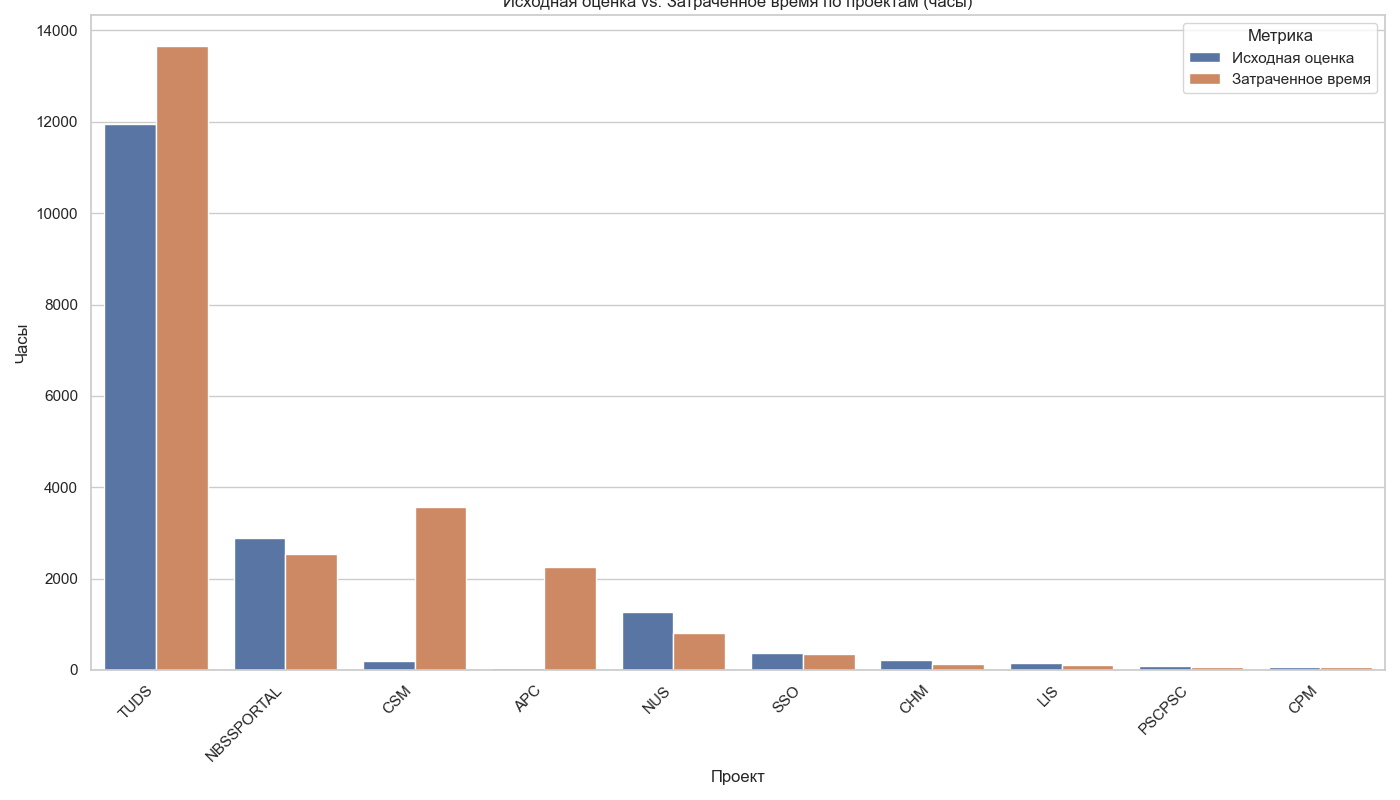 Исходная оценка vs. Затраченное время по проектам (часы)
14000
12000
10000
8000
6000
4000
2000
0
Часы
Метрика
Исходная оценка
Затраченное время
TUDS
NBSSPORTAL
CSM
APC
NUS
SSO
CHM
LIS
PSCPSC
CPM
Проект